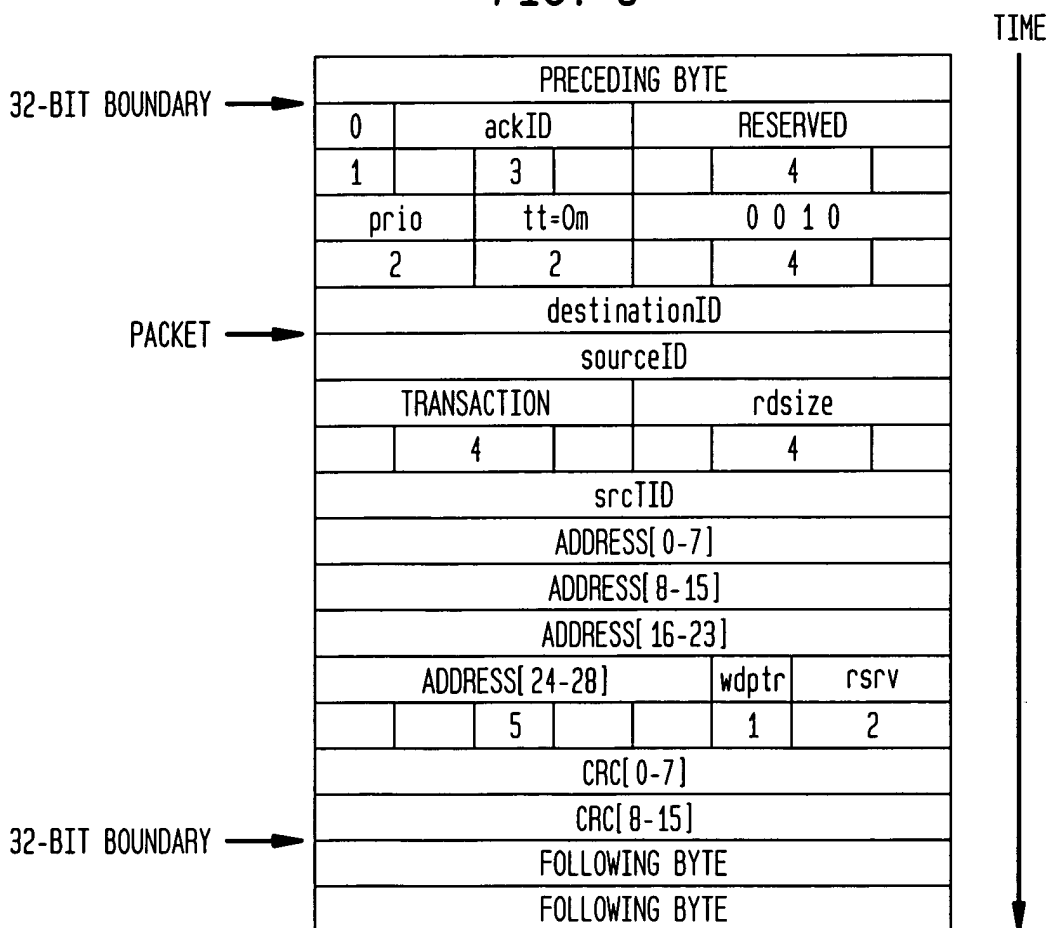 TIME
PRECEDING BYTE
32-BIT BOUNDARY
0 ackID RESERVED
1 3 4
prio tt=0m 0 0 1 0
2 2 4
destinationID
PACKET
sourceID
TRANSACTION rdsize
4 4
srcTID
ADDRESS[0-7]
ADDRESS[8-15]
ADDRESS[16-23]
ADDRESS[24-28] wdptr rsrv
5 1 2
CRC[0-7]
CRC[8-15]
32-BIT BOUNDARY
FOLLOWING BYTE
FOLLOWING BYTE